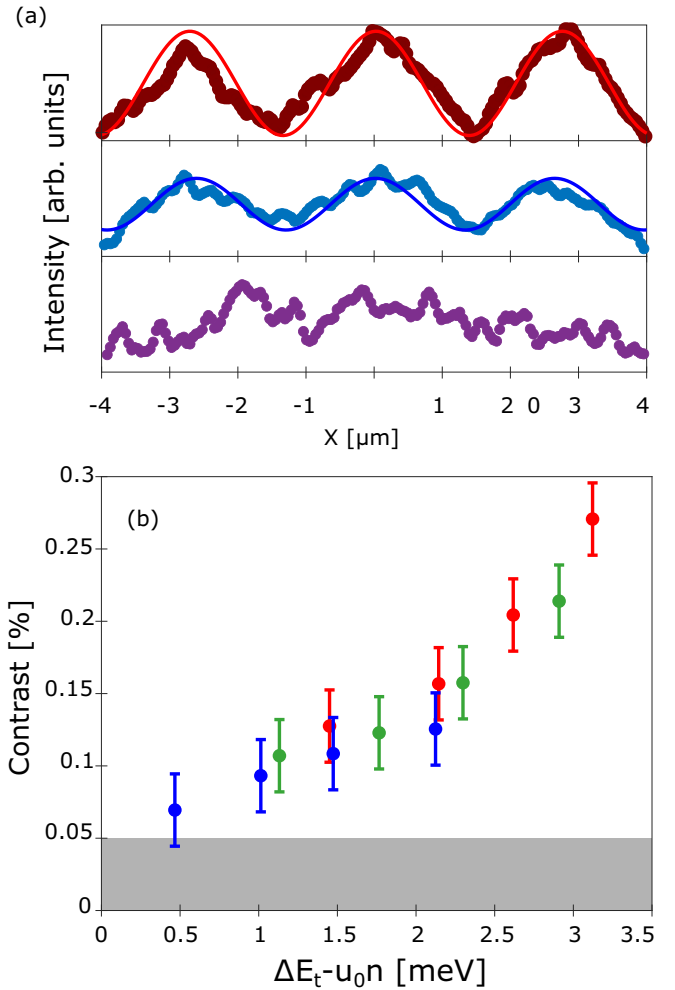 (a)
Intensity [arb. units]
-4 -3 -2 -1 1 2 0 3 4
X [µm]
(b)
Contrast [%]
0.3
0.25
0.2
0.15
0.1
0.05
0
0 0.5 1 1.5 2 2.5 3 3.5
ΔEₜ-u₀n [meV]